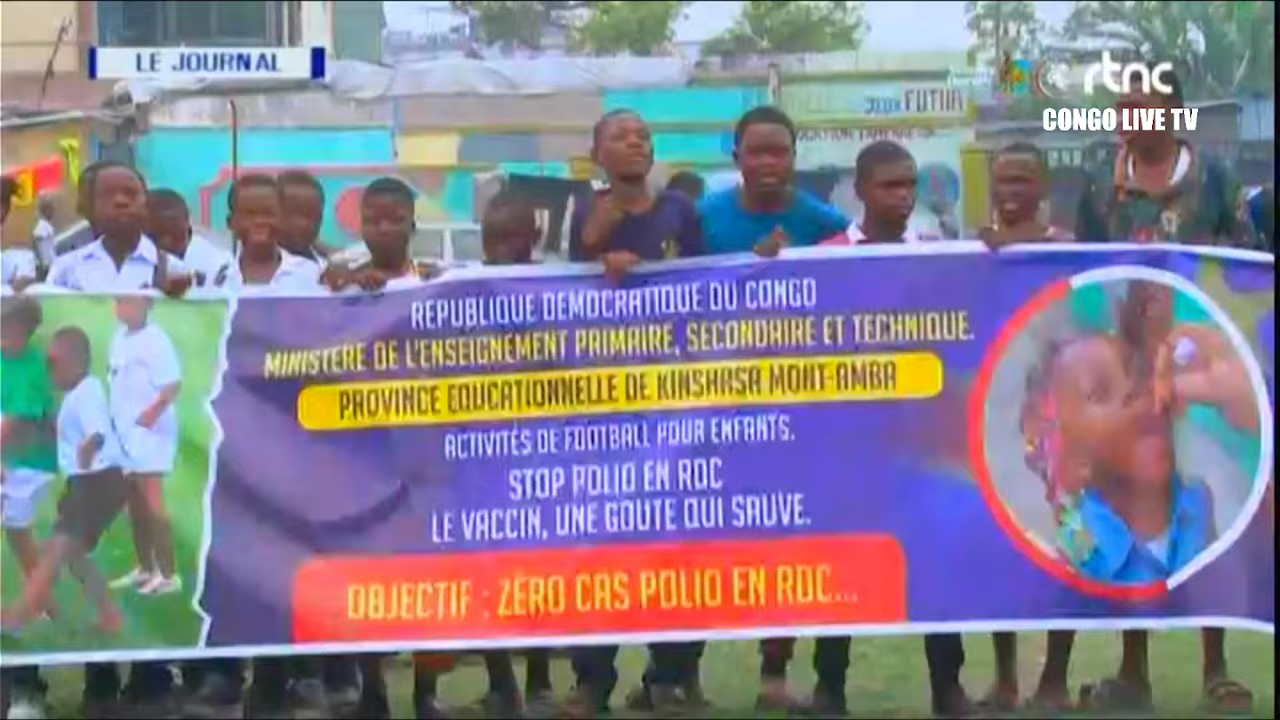 LE JOURNAL
rtnc
CONGO LIVE TV
FUTUR
REPUBLIQUE DEMOCRATIQUE DU CONGO
MINISTERE DE L'ENSEIGNEMENT PRIMAIRE, SECONDAIRE ET TECHNIQUE.
PROVINCE EDUCATIONNELLE DE KINSHASA MONT-AMBA
ACTIVITÉS DE FOOTBALL POUR ENFANTS.
STOP POLIO EN RDC
LE VACCIN, UNE GOUTE QUI SAUVE.
OBJECTIF : ZÉRO CAS POLIO EN RDC...